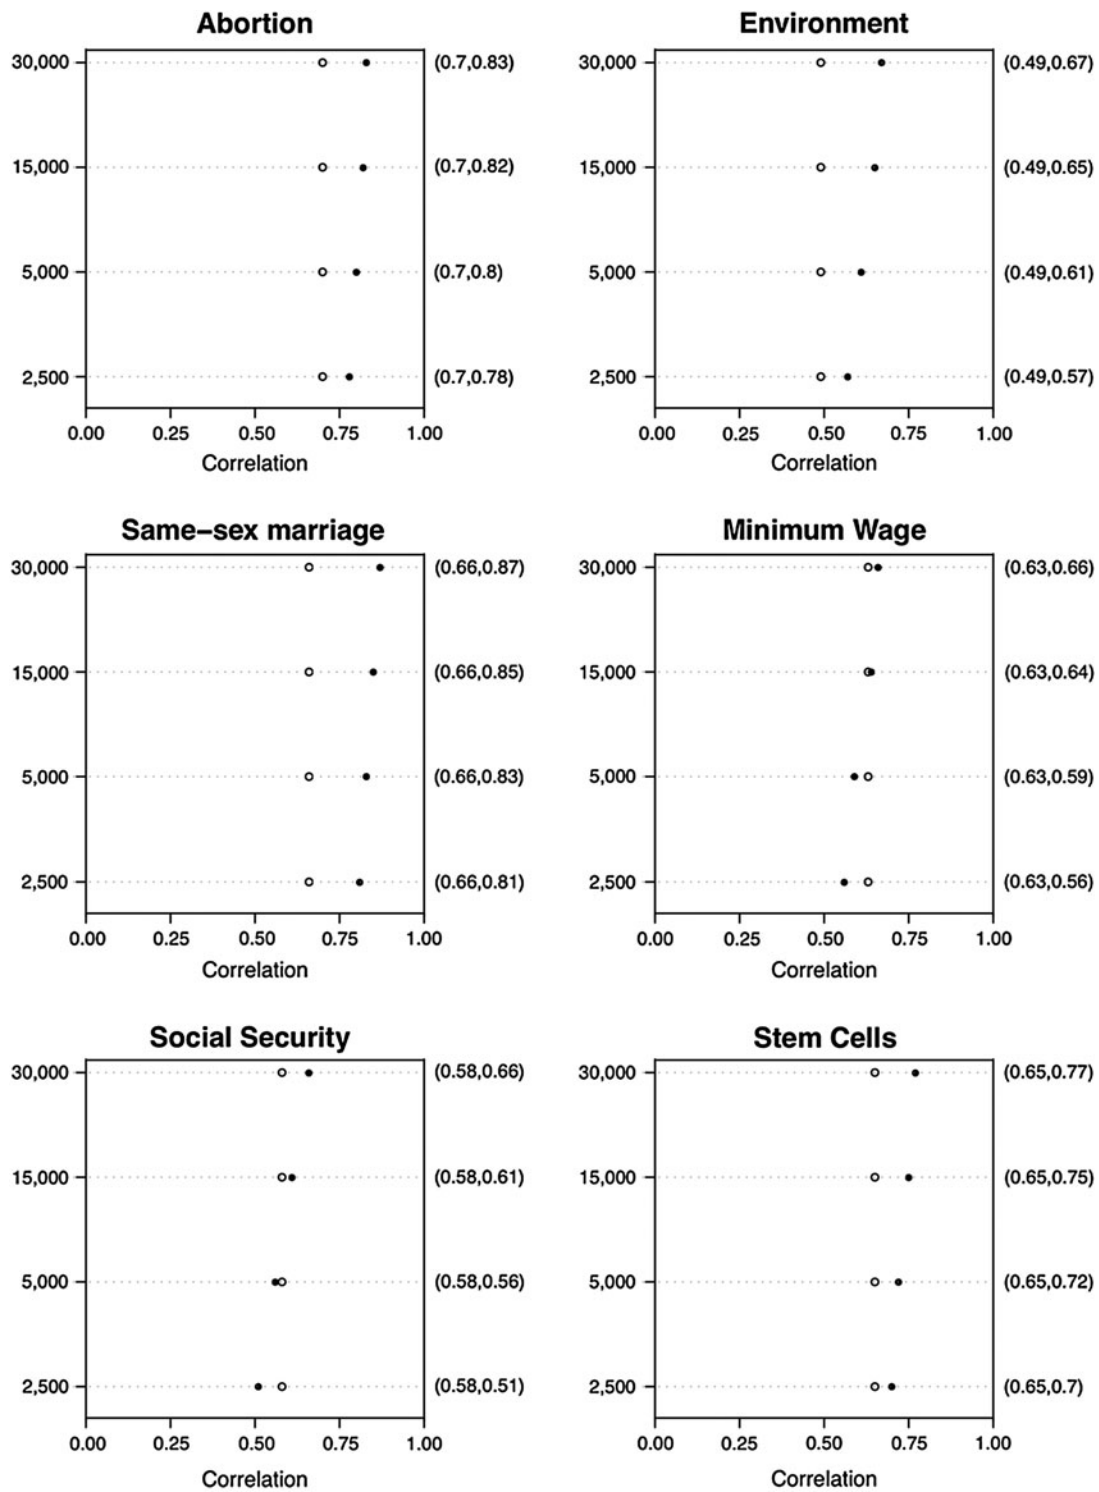 Abortion
30,000 (0.7,0.83)
15,000 (0.7,0.82)
5,000 (0.7,0.8)
2,500 (0.7,0.78)
0.00 0.25 0.50 0.75 1.00
Correlation
Environment
30,000 (0.49,0.67)
15,000 (0.49,0.65)
5,000 (0.49,0.61)
2,500 (0.49,0.57)
0.00 0.25 0.50 0.75 1.00
Correlation
Same–sex marriage
30,000 (0.66,0.87)
15,000 (0.66,0.85)
5,000 (0.66,0.83)
2,500 (0.66,0.81)
0.00 0.25 0.50 0.75 1.00
Correlation
Minimum Wage
30,000 (0.63,0.66)
15,000 (0.63,0.64)
5,000 (0.63,0.59)
2,500 (0.63,0.56)
0.00 0.25 0.50 0.75 1.00
Correlation
Social Security
30,000 (0.58,0.66)
15,000 (0.58,0.61)
5,000 (0.58,0.56)
2,500 (0.58,0.51)
0.00 0.25 0.50 0.75 1.00
Correlation
Stem Cells
30,000 (0.65,0.77)
15,000 (0.65,0.75)
5,000 (0.65,0.72)
2,500 (0.65,0.7)
0.00 0.25 0.50 0.75 1.00
Correlation